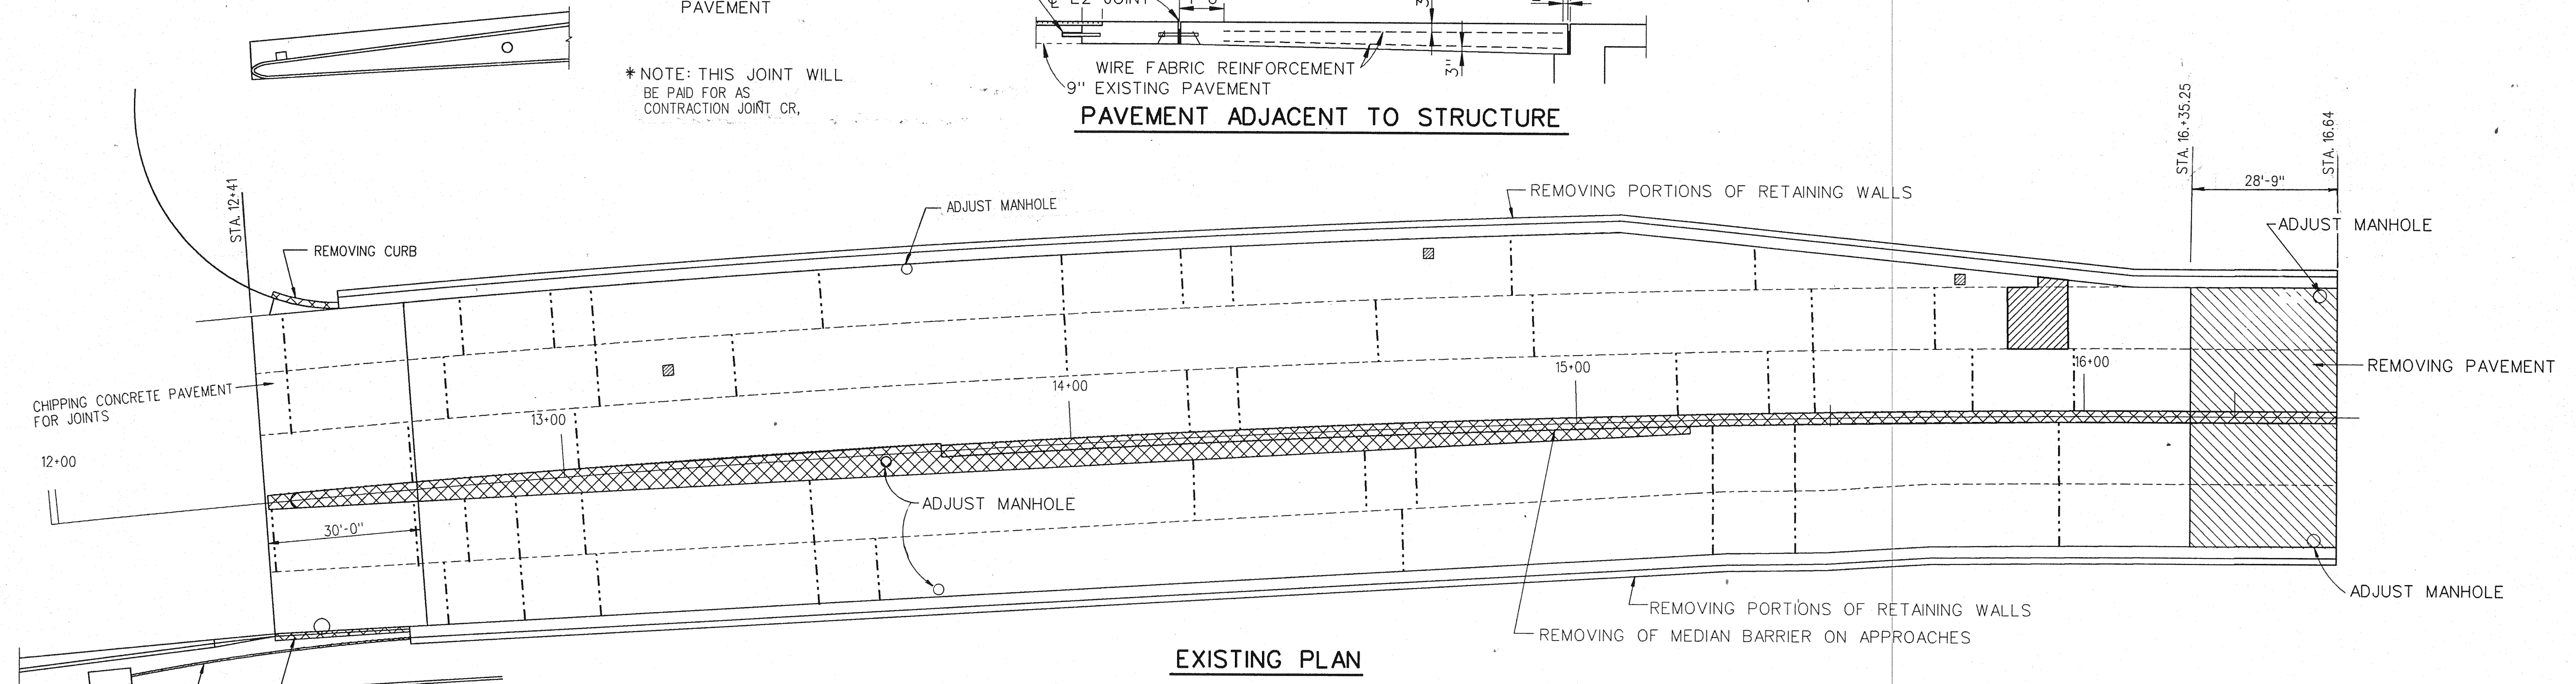 PAVEMENT
* NOTE: THIS JOINT WILL
BE PAID FOR AS
CONTRACTION JOINT CR,
E2 JOINT
WIRE FABRIC REINFORCEMENT
3"
9" EXISTING PAVEMENT
PAVEMENT ADJACENT TO STRUCTURE
STA. 16.+35.25
STA. 16.64
28'-9"
STA. 12+41
REMOVING CURB
ADJUST MANHOLE
REMOVING PORTIONS OF RETAINING WALLS
ADJUST MANHOLE
CHIPPING CONCRETE PAVEMENT
FOR JOINTS
12+00
13+00
14+00
15+00
16+00
REMOVING PAVEMENT
30'-0"
ADJUST MANHOLE
ADJUST MANHOLE
REMOVING PORTIONS OF RETAINING WALLS
REMOVING OF MEDIAN BARRIER ON APPROACHES
EXISTING PLAN